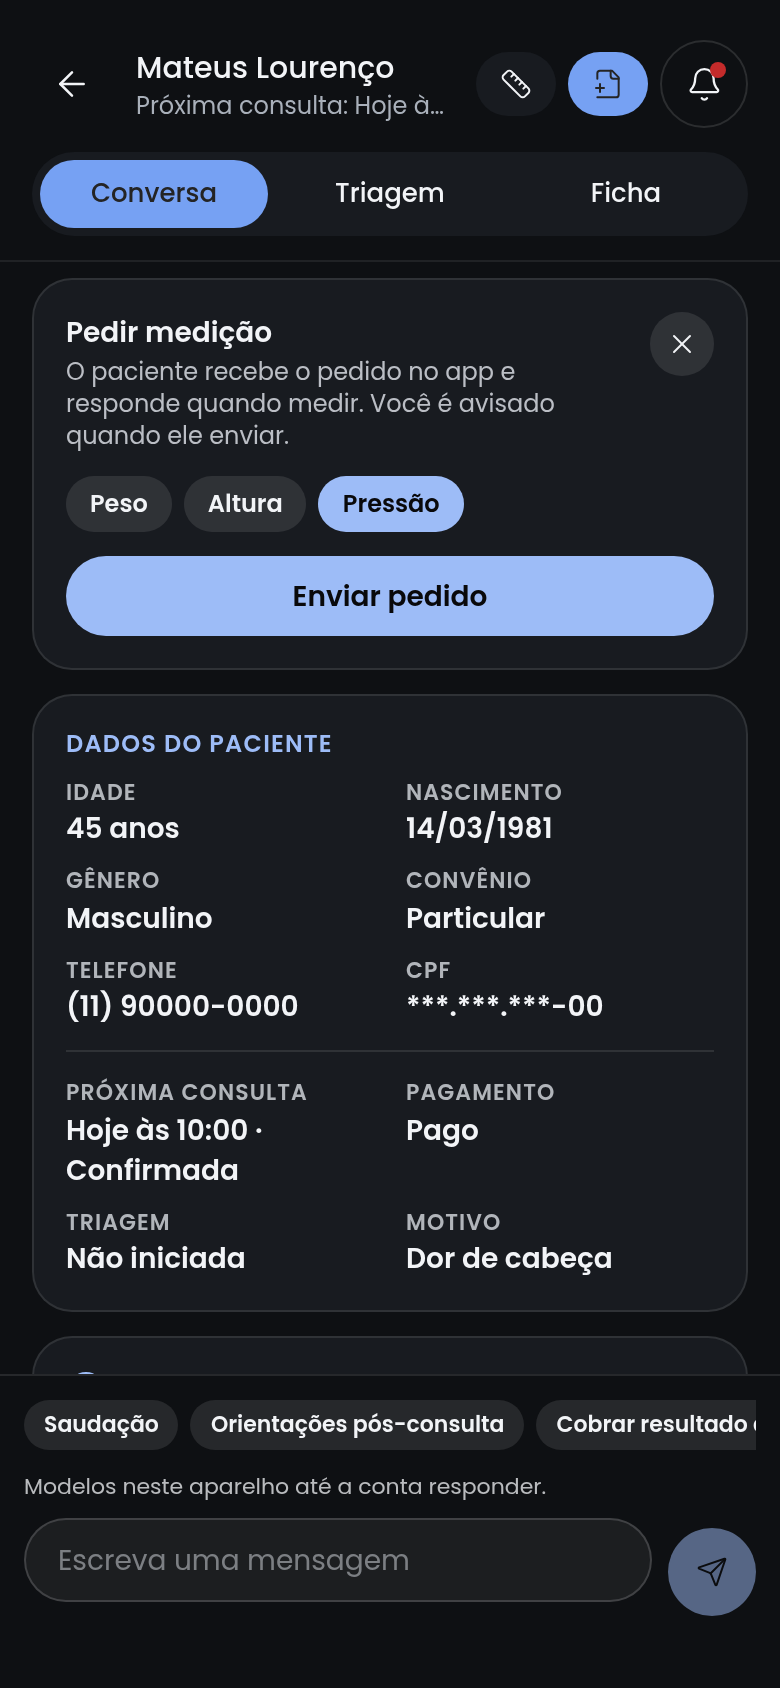 Mateus Lourenço
Próxima consulta: Hoje à...
Conversa
Triagem
Ficha
Pedir medição
O paciente recebe o pedido no app e
responde quando medir. Você é avisado
quando ele enviar.
Peso
Altura
Pressão
Enviar pedido
DADOS DO PACIENTE
IDADE
45 anos
NASCIMENTO
14/03/1981
GÊNERO
Masculino
CONVÊNIO
Particular
TELEFONE
(11) 90000-0000
CPF
***.***.***-00
PRÓXIMA CONSULTA
Hoje às 10:00 ·
Confirmada
PAGAMENTO
Pago
TRIAGEM
Não iniciada
MOTIVO
Dor de cabeça
Saudação
Orientações pós-consulta
Cobrar resultado
Modelos neste aparelho até a conta responder.
Escreva uma mensagem